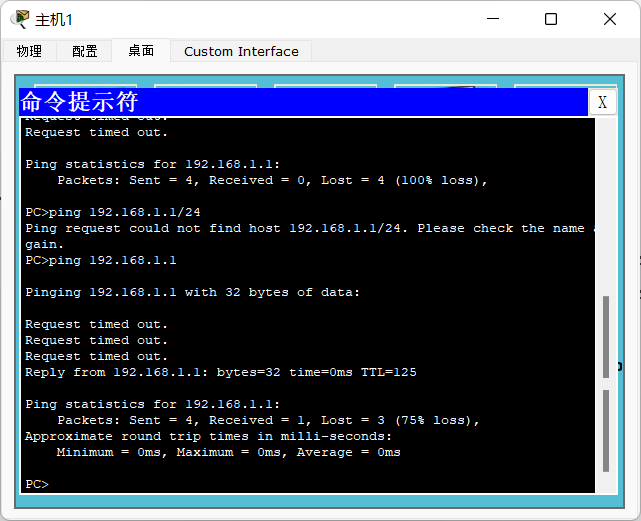 主机1
物理 配置 桌面 Custom Interface
命令提示符 X
Request timed out.
Request timed out.
Ping statistics for 192.168.1.1:
Packets: Sent = 4, Received = 0, Lost = 4 (100% loss),
PC>ping 192.168.1.1/24
Ping request could not find host 192.168.1.1/24. Please check the name a
gain.
PC>ping 192.168.1.1
Pinging 192.168.1.1 with 32 bytes of data:
Request timed out.
Request timed out.
Request timed out.
Reply from 192.168.1.1: bytes=32 time=0ms TTL=125
Ping statistics for 192.168.1.1:
Packets: Sent = 4, Received = 1, Lost = 3 (75% loss),
Approximate round trip times in milli-seconds:
Minimum = 0ms, Maximum = 0ms, Average = 0ms
PC>